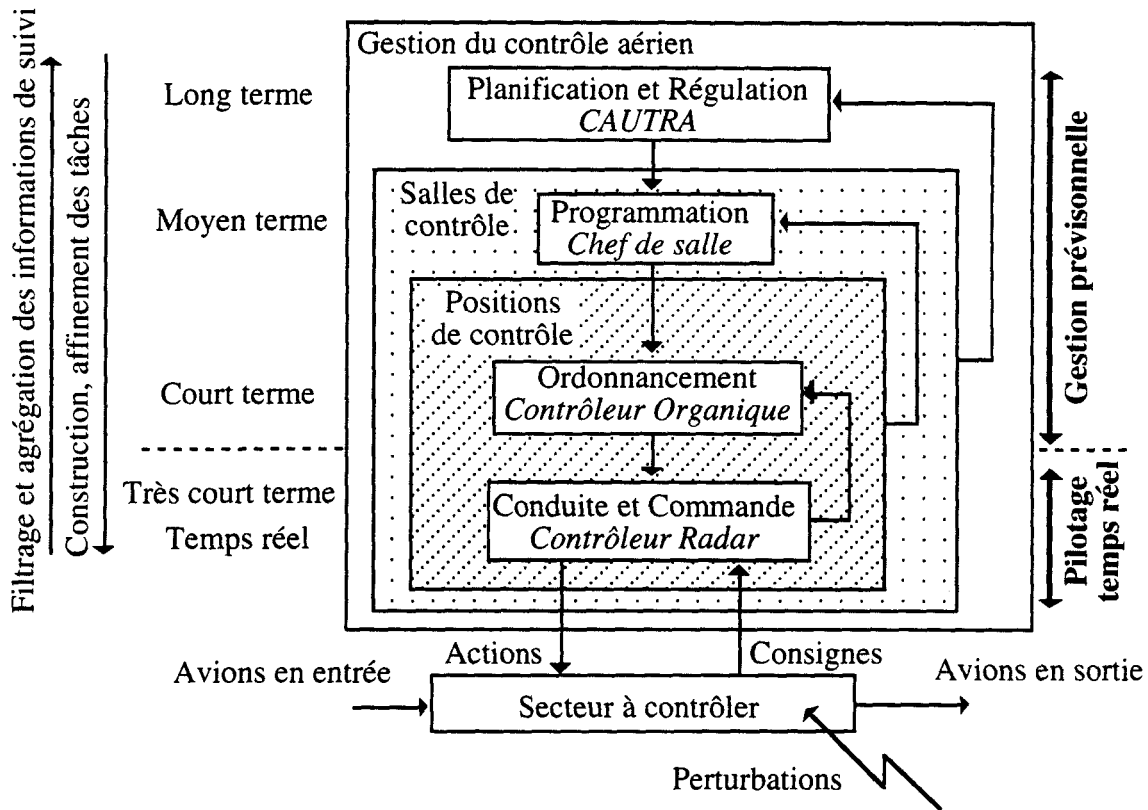 Filtrage et agrégation des informations de suivi
Construction, affinement des tâches
Gestion du contrôle aérien
Long terme
Planification et Régulation
CAUTRA
Moyen terme
Salles de
contrôle
Programmation
Chef de salle
Positions
de contrôle
Court terme
Ordonnancement
Contrôleur Organique
Très court terme
Temps réel
Conduite et Commande
Contrôleur Radar
Gestion prévisonnelle
Pilotage
temps réel
Actions
Consignes
Avions en entrée
Avions en sortie
Secteur à contrôler
Perturbations